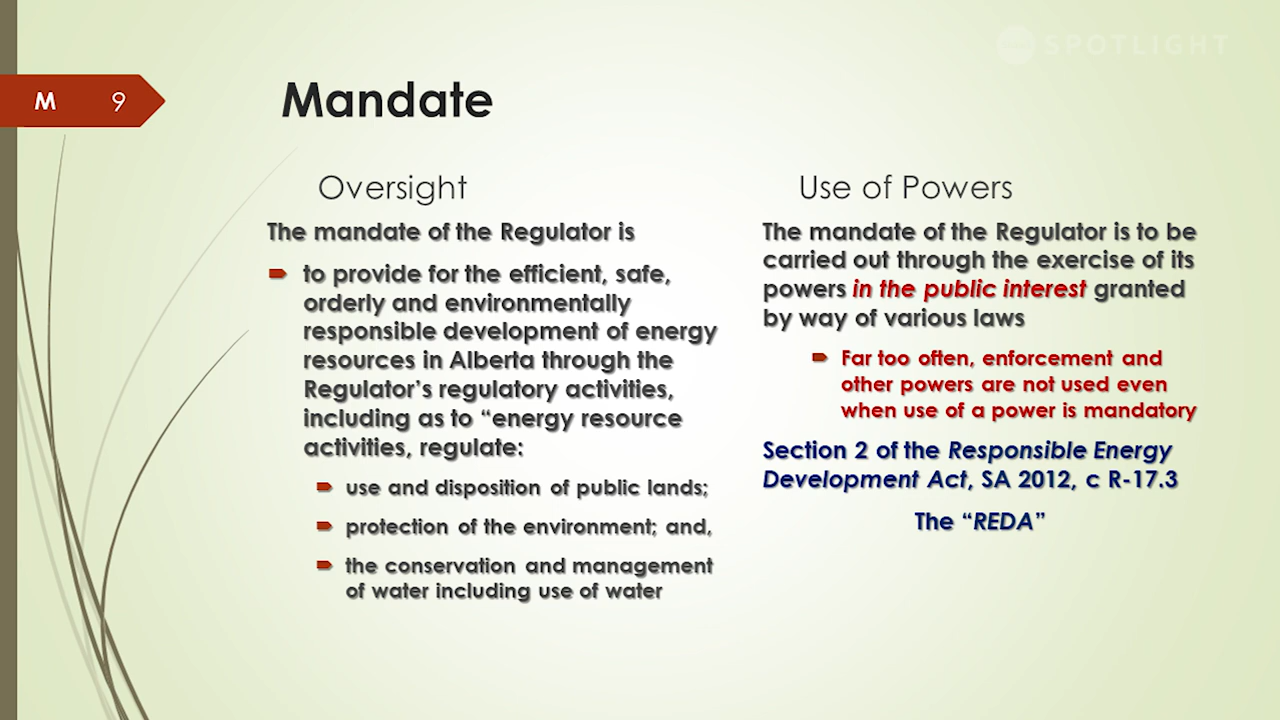 SPOTLIGHT
M 9
Mandate
Oversight
The mandate of the Regulator is
to provide for the efficient, safe,
orderly and environmentally
responsible development of energy
resources in Alberta through the
Regulator's regulatory activities,
including as to “energy resource
activities, regulate:
use and disposition of public lands;
protection of the environment; and,
the conservation and management
of water including use of water
Use of Powers
The mandate of the Regulator is to be
carried out through the exercise of its
powers in the public interest granted
by way of various laws
Far too often, enforcement and
other powers are not used even
when use of a power is mandatory
Section 2 of the Responsible Energy
Development Act, SA 2012, c R-17.3
The “REDA”